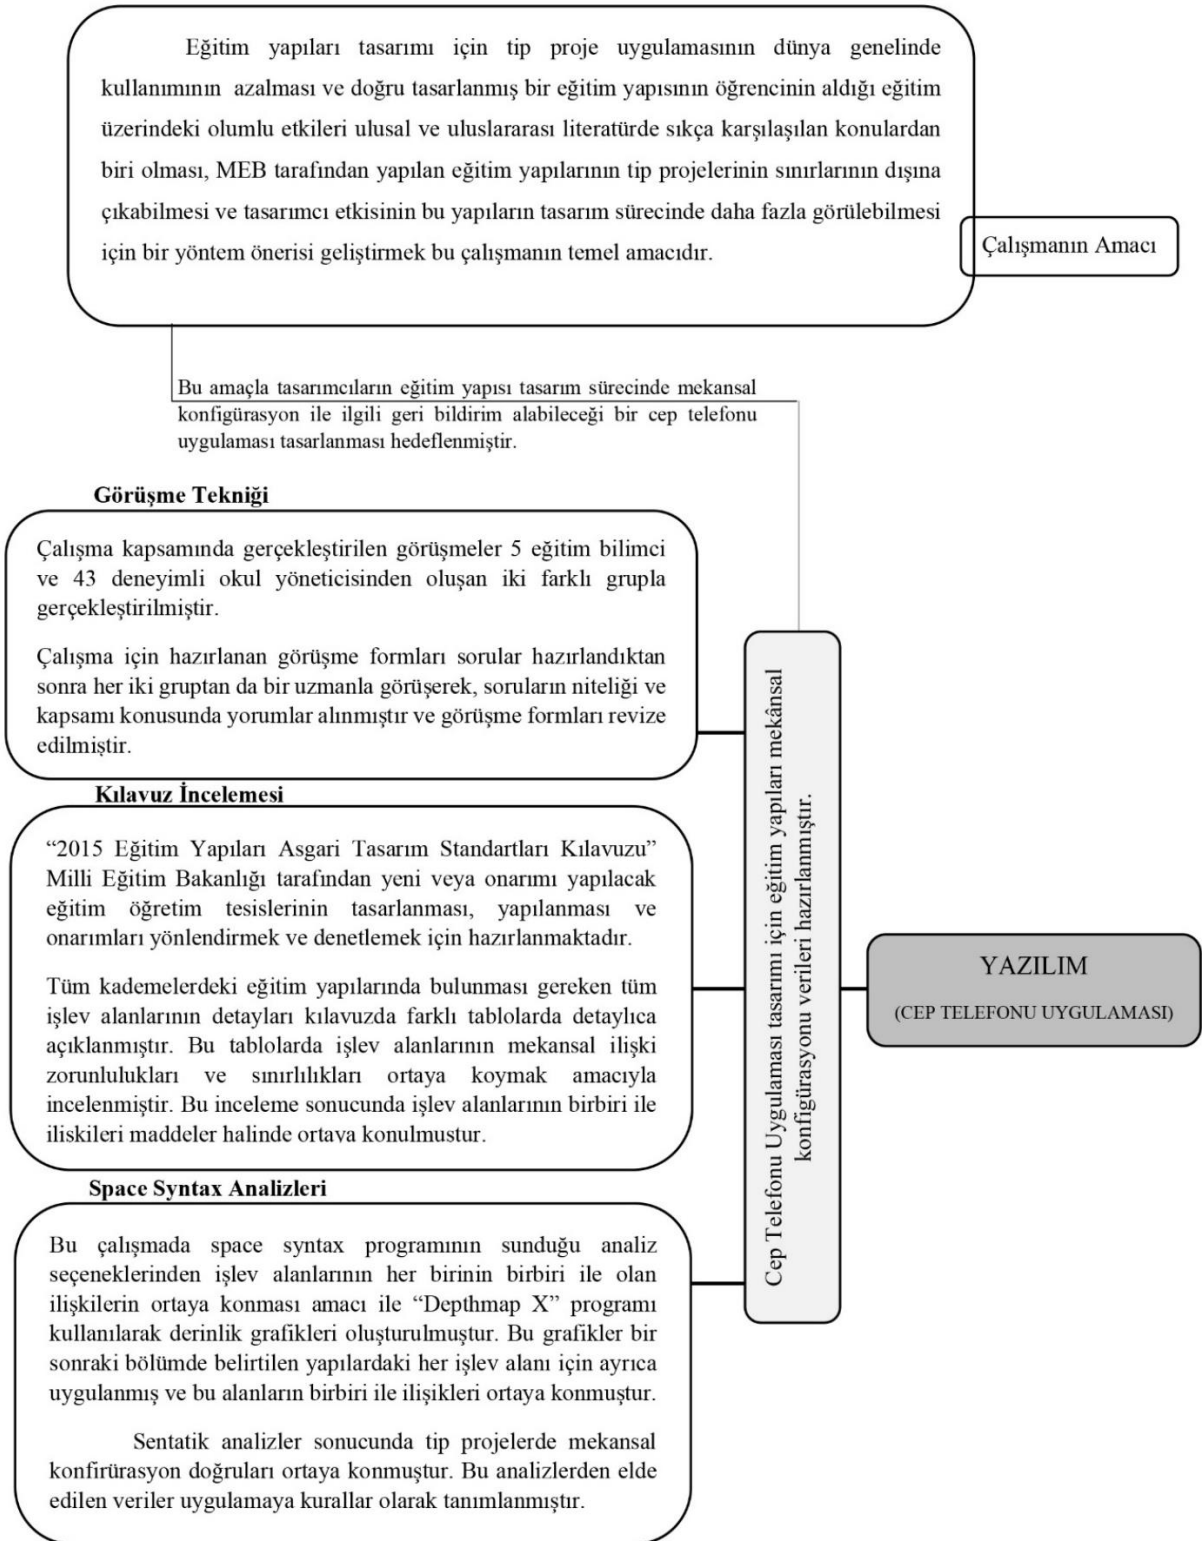 Eğitim yapıları tasarımı için tip proje uygulamasının dünya genelinde
kullanımının azalması ve doğru tasarlanmış bir eğitim yapısının öğrencinin aldığı eğitim
üzerindeki olumlu etkileri ulusal ve uluslararası literatürde sıkça karşılaşılan konulardan
biri olması, MEB tarafından yapılan eğitim yapılarının tip projelerinin sınırlarının dışına
çıkabilmesi ve tasarımcı etkisinin bu yapıların tasarım sürecinde daha fazla görülebilmesi
için bir yöntem önerisi geliştirmek bu çalışmanın temel amacıdır.
Çalışmanın Amacı
Bu amaçla tasarımcıların eğitim yapısı tasarım sürecinde mekansal
konfigürasyon ile ilgili geri bildirim alabileceği bir cep telefonu
uygulaması tasarlanması hedeflenmiştir.
Görüşme Tekniği
Çalışma kapsamında gerçekleştirilen görüşmeler 5 eğitim bilimci
ve 43 deneyimli okul yöneticisinden oluşan iki farklı grupla
gerçekleştirilmiştir.
Çalışma için hazırlanan görüşme formları sorular hazırlandıktan
sonra her iki gruptan da bir uzmanla görüşerek, soruların niteliği ve
kapsamı konusunda yorumlar alınmıştır ve görüşme formları revize
edilmiştir.
Kılavuz İncelemesi
“2015 Eğitim Yapıları Asgari Tasarım Standartları Kılavuzu”
Milli Eğitim Bakanlığı tarafından yeni veya onarımı yapılacak
eğitim öğretim tesislerinin tasarlanması, yapılanması ve
onarımları yönlendirmek ve denetlemek için hazırlanmaktadır.
Tüm kademelerdeki eğitim yapılarında bulunması gereken tüm
işlev alanlarının detayları kılavuzda farklı tablolarda detaylıca
açıklanmıştır. Bu tablolarda işlev alanlarının mekansal ilişki
zorunlulukları ve sınırlılıkları ortaya koymak amacıyla
incelenmiştir. Bu inceleme sonucunda işlev alanlarının birbiri ile
iliskileri maddeler halinde ortava konulmustur.
Space Syntax Analizleri
Bu çalışmada space syntax programının sunduğu analiz
seçeneklerinden işlev alanlarının her birinin birbiri ile olan
ilişkilerin ortaya konması amacı ile “Depthmap X” programı
kullanılarak derinlik grafikleri oluşturulmuştur. Bu grafikler bir
sonraki bölümde belirtilen yapılardaki her işlev alanı için ayrıca
uygulanmış ve bu alanların birbiri ile ilişikleri ortaya konmuştur.
Sentatik analizler sonucunda tip projelerde mekansal
konfirürasyon doğruları ortaya konmuştur. Bu analizlerden elde
edilen veriler uygulamaya kurallar olarak tanımlanmıştır.
Cep Telefonu Uygulaması tasarımı için eğitim yapıları mekânsal
konfigürasyonu verileri hazırlanmıştır.
YAZILIM
(CEP TELEFONU UYGULAMASI)